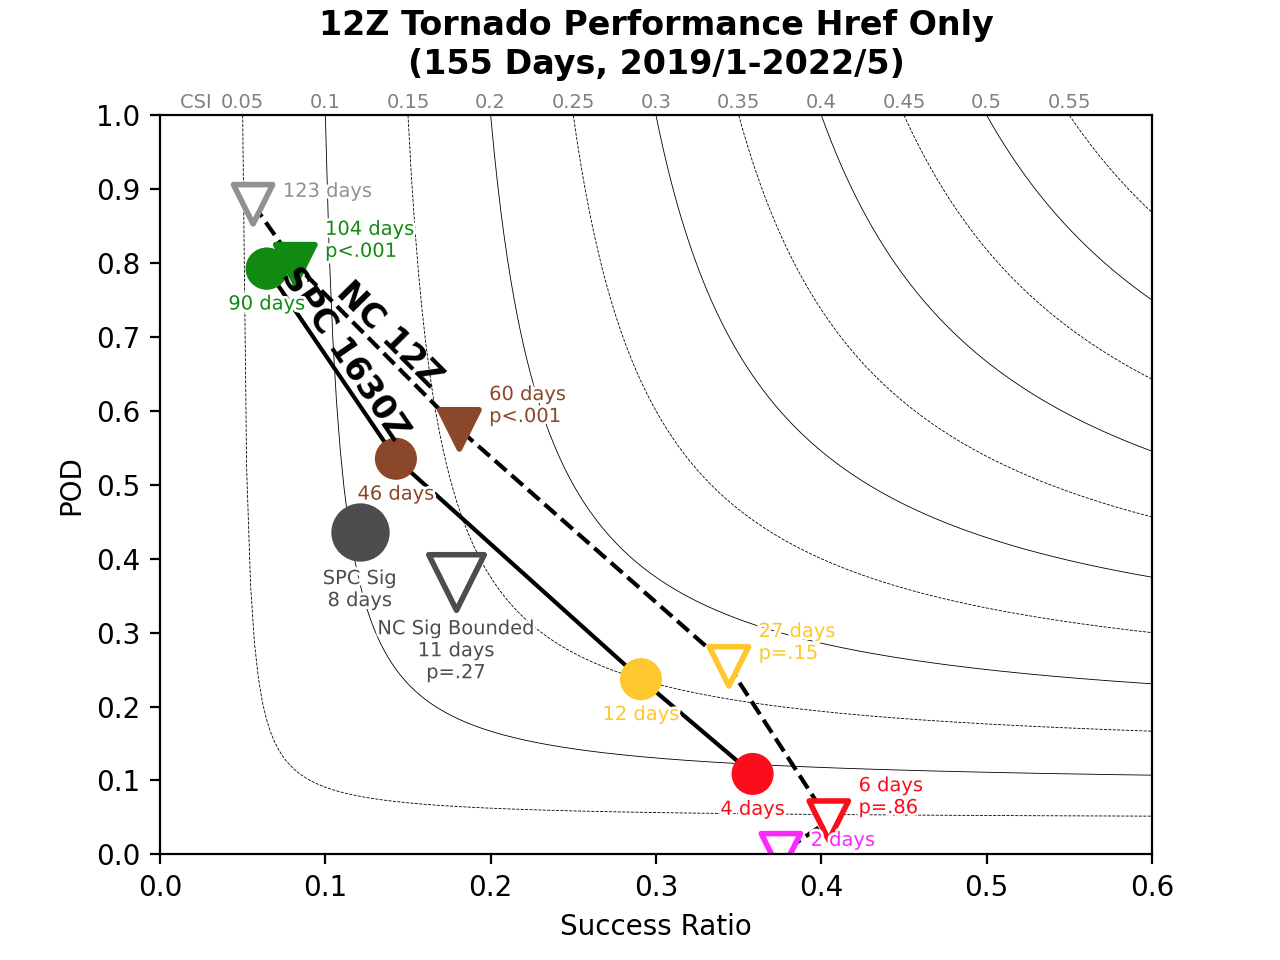 12Z Tornado Performance Href Only
(155 Days, 2019/1-2022/5)
CSI 0.05 0.1 0.15 0.2 0.25 0.3 0.35 0.4 0.45 0.5 0.55
1.0
0.9
0.8
0.7
0.6
0.5
0.4
0.3
0.2
0.1
0.0
POD
123 days
104 days
p<.001
90 days
NC 12Z
SPC 1630Z
60 days
p<.001
46 days
SPC Sig
8 days
NC Sig Bounded
11 days
p=.27
27 days
p=.15
12 days
6 days
p=.86
4 days
2 days
0.0 0.1 0.2 0.3 0.4 0.5 0.6
Success Ratio